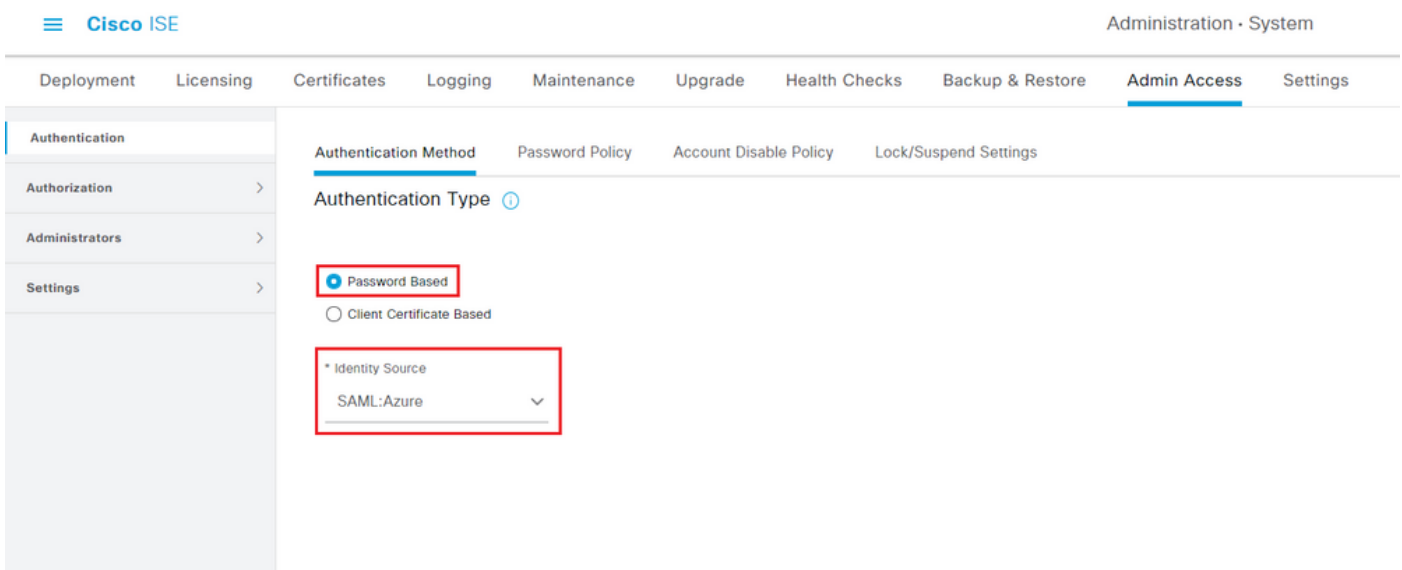 Cisco ISE Administration · System
Deployment Licensing Certificates Logging Maintenance Upgrade Health Checks Backup & Restore Admin Access Settings
Authentication
Authorization
Administrators
Settings
Authentication Method Password Policy Account Disable Policy Lock/Suspend Settings
Authentication Type
Password Based
Client Certificate Based
* Identity Source
SAML:Azure